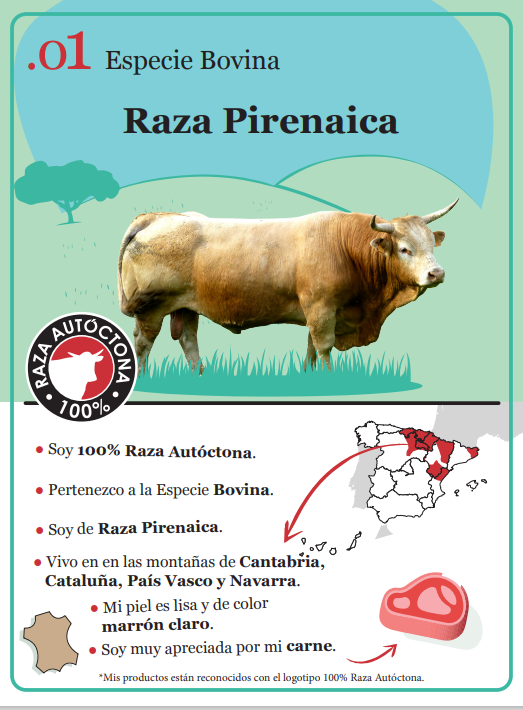 .01 Especie Bovina
Raza Pirenaica
RAZA AUTÓCTONA
100%
Soy 100% Raza Autóctona.
Pertenezco a la Especie Bovina.
Soy de Raza Pirenaica.
Vivo en en las montañas de Cantabria,
Cataluña, País Vasco y Navarra.
Mi piel es lisa y de color
marrón claro.
Soy muy apreciada por mi carne.
*Mis productos están reconocidos con el logotipo 100% Raza Autóctona.